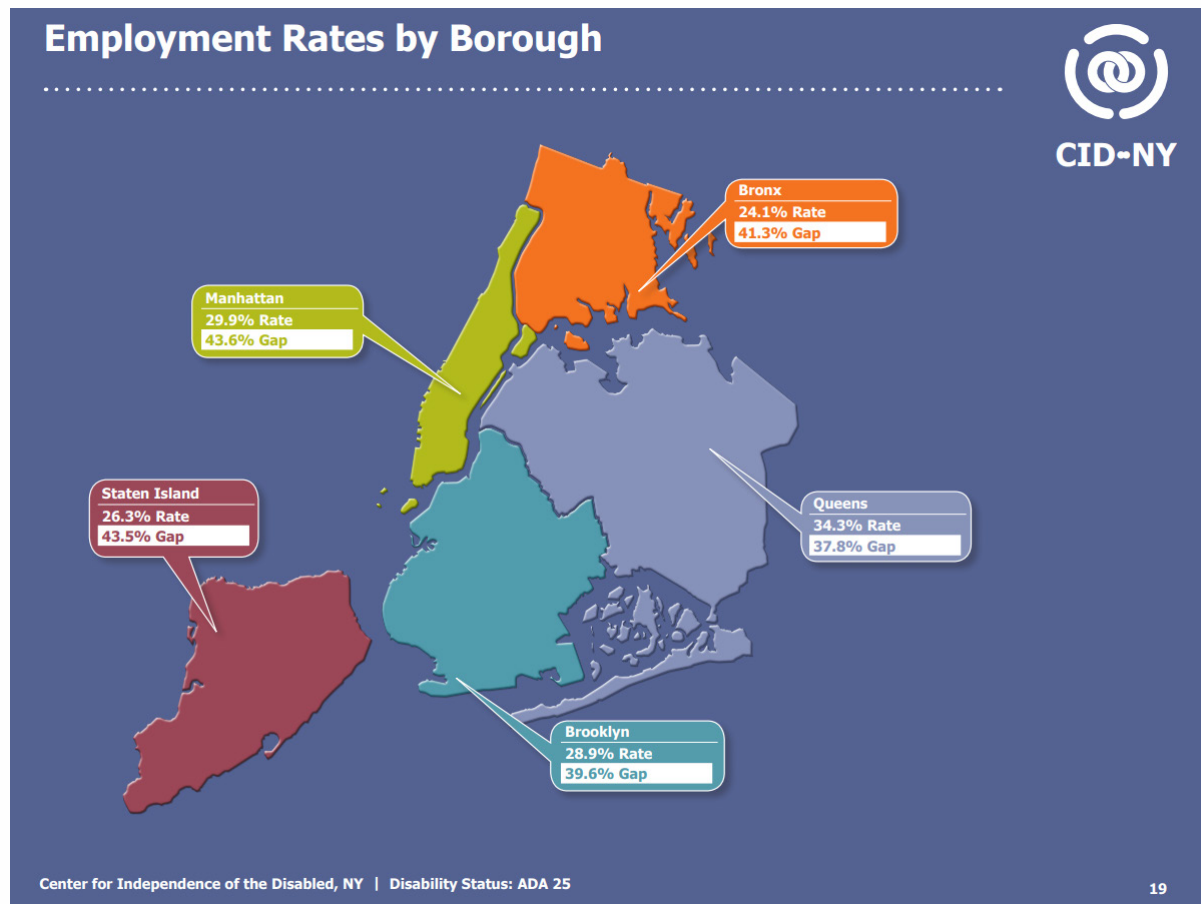 Employment Rates by Borough
CID-NY
Bronx
24.1% Rate
41.3% Gap
Manhattan
29.9% Rate
43.6% Gap
Staten Island
26.3% Rate
43.5% Gap
Queens
34.3% Rate
37.8% Gap
Brooklyn
28.9% Rate
39.6% Gap
Center for Independence of the Disabled, NY | Disability Status: ADA 25
19